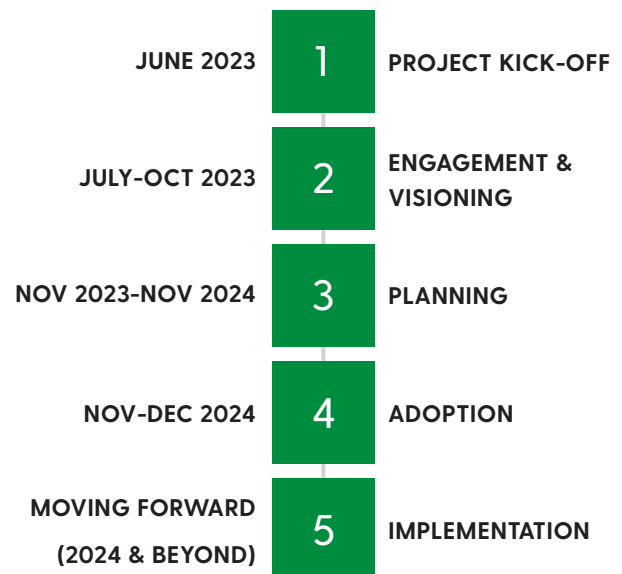 JUNE 2023
1
PROJECT KICK-OFF
JULY-OCT 2023
2
ENGAGEMENT &
VISIONING
NOV 2023-NOV 2024
3
PLANNING
NOV-DEC 2024
4
ADOPTION
MOVING FORWARD
(2024 & BEYOND)
5
IMPLEMENTATION